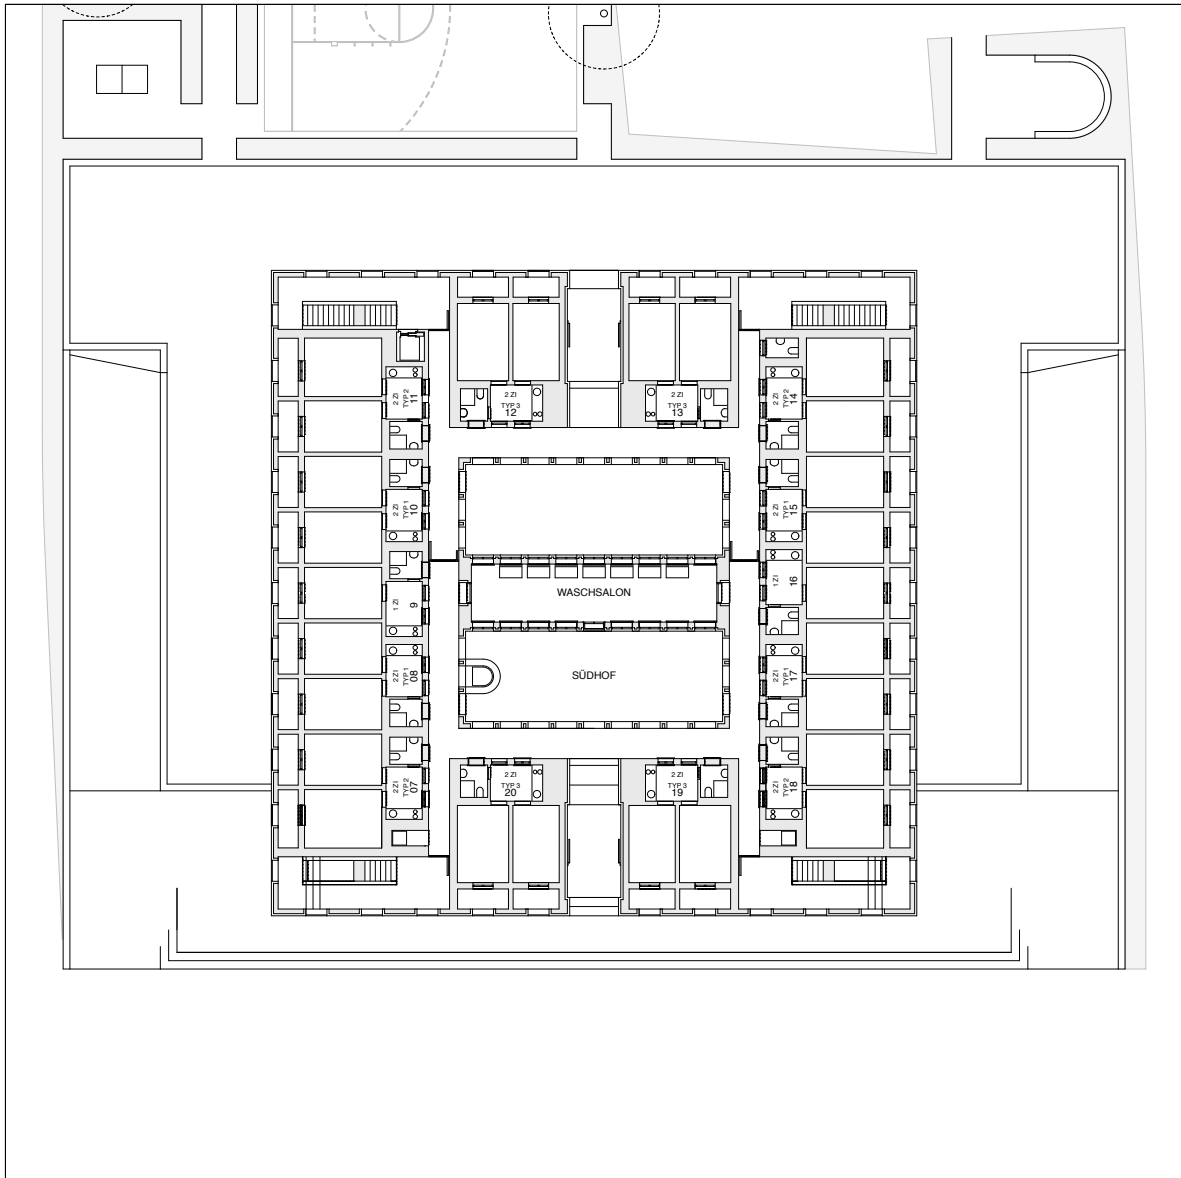 2 ZI
TYP 3
12
2 ZI
TYP 3
13
2 ZI
TYP 2
11
2 ZI
TYP 2
14
2 ZI
TYP 1
10
2 ZI
TYP 1
15
1 ZI
9
1 ZI
16
WASCHSALON
SÜDHOF
2 ZI
TYP 1
08
2 ZI
TYP 1
17
2 ZI
TYP 2
07
2 ZI
TYP 2
18
2 ZI
TYP 3
20
2 ZI
TYP 3
19